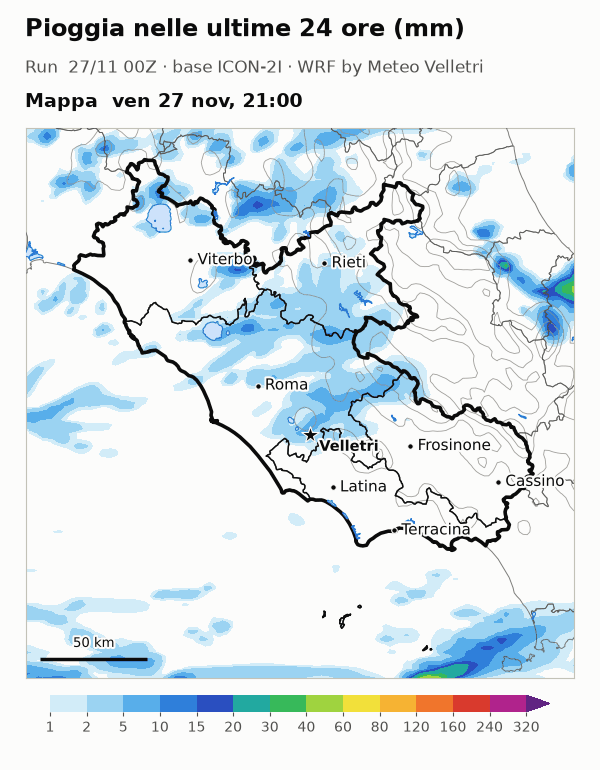 Pioggia nelle ultime 24 ore (mm)
Run  27/11 00Z · base ICON-2I · WRF by Meteo Velletri
Mappa  ven 27 nov, 21:00
Viterbo
Rieti
Roma
Velletri
Frosinone
Cassino
Latina
Terracina
50 km
1 2 5 10 15 20 30 40 60 80 120 160 240 320